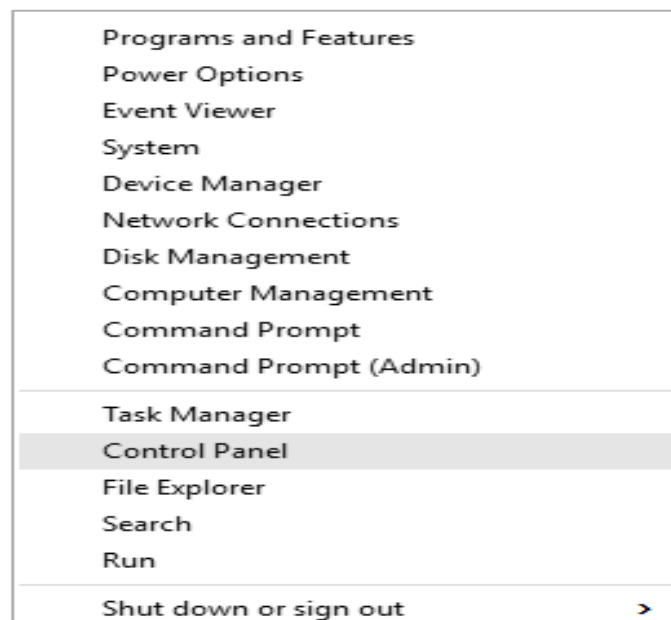 Programs and Features
Power Options
Event Viewer
System
Device Manager
Network Connections
Disk Management
Computer Management
Command Prompt
Command Prompt (Admin)
Task Manager
Control Panel
File Explorer
Search
Run
Shut down or sign out